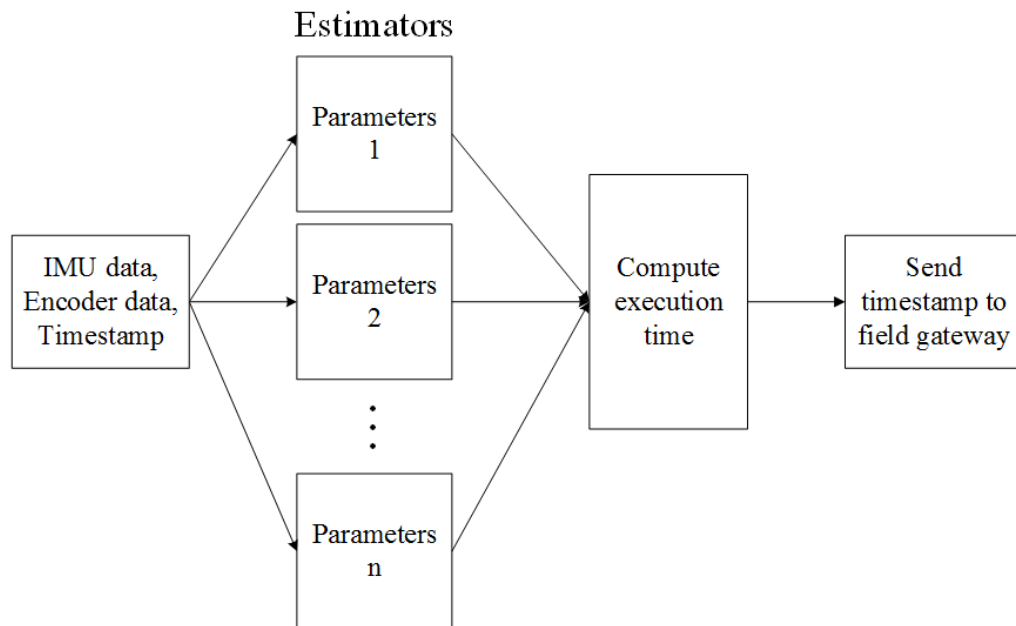 Estimators
Parameters
1
IMU data,
Encoder data,
Timestamp
Parameters
2
Parameters
n
Compute
execution
time
Send
timestamp to
field gateway